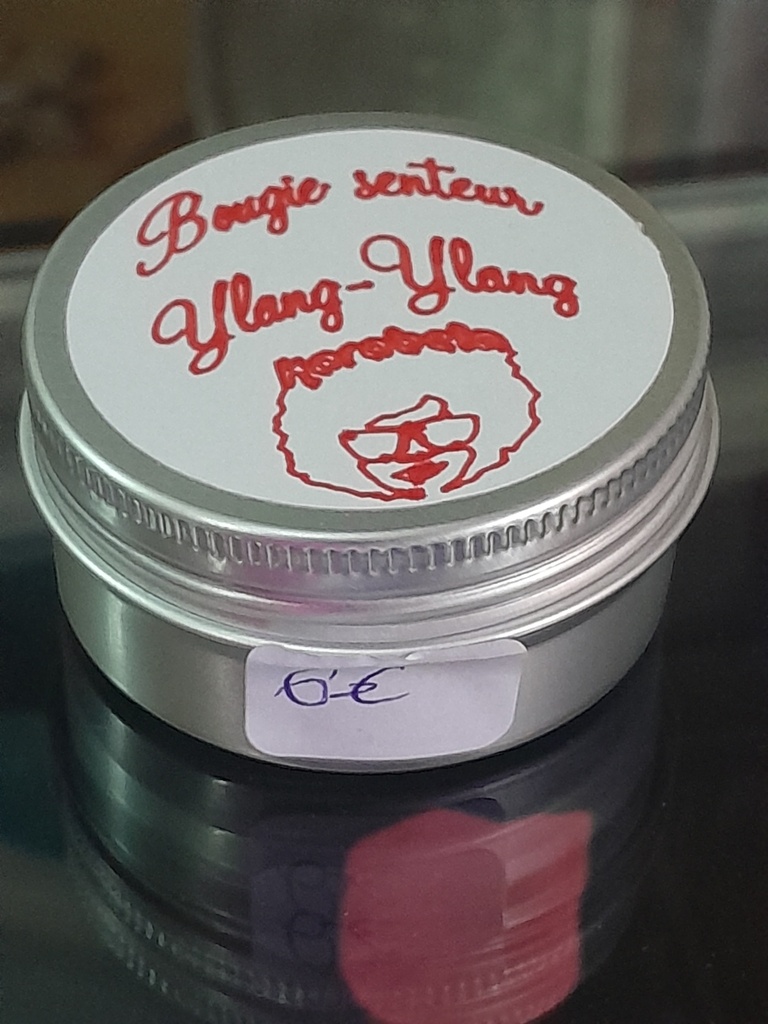 Bougie senteur
Ylang-Ylang
6 €